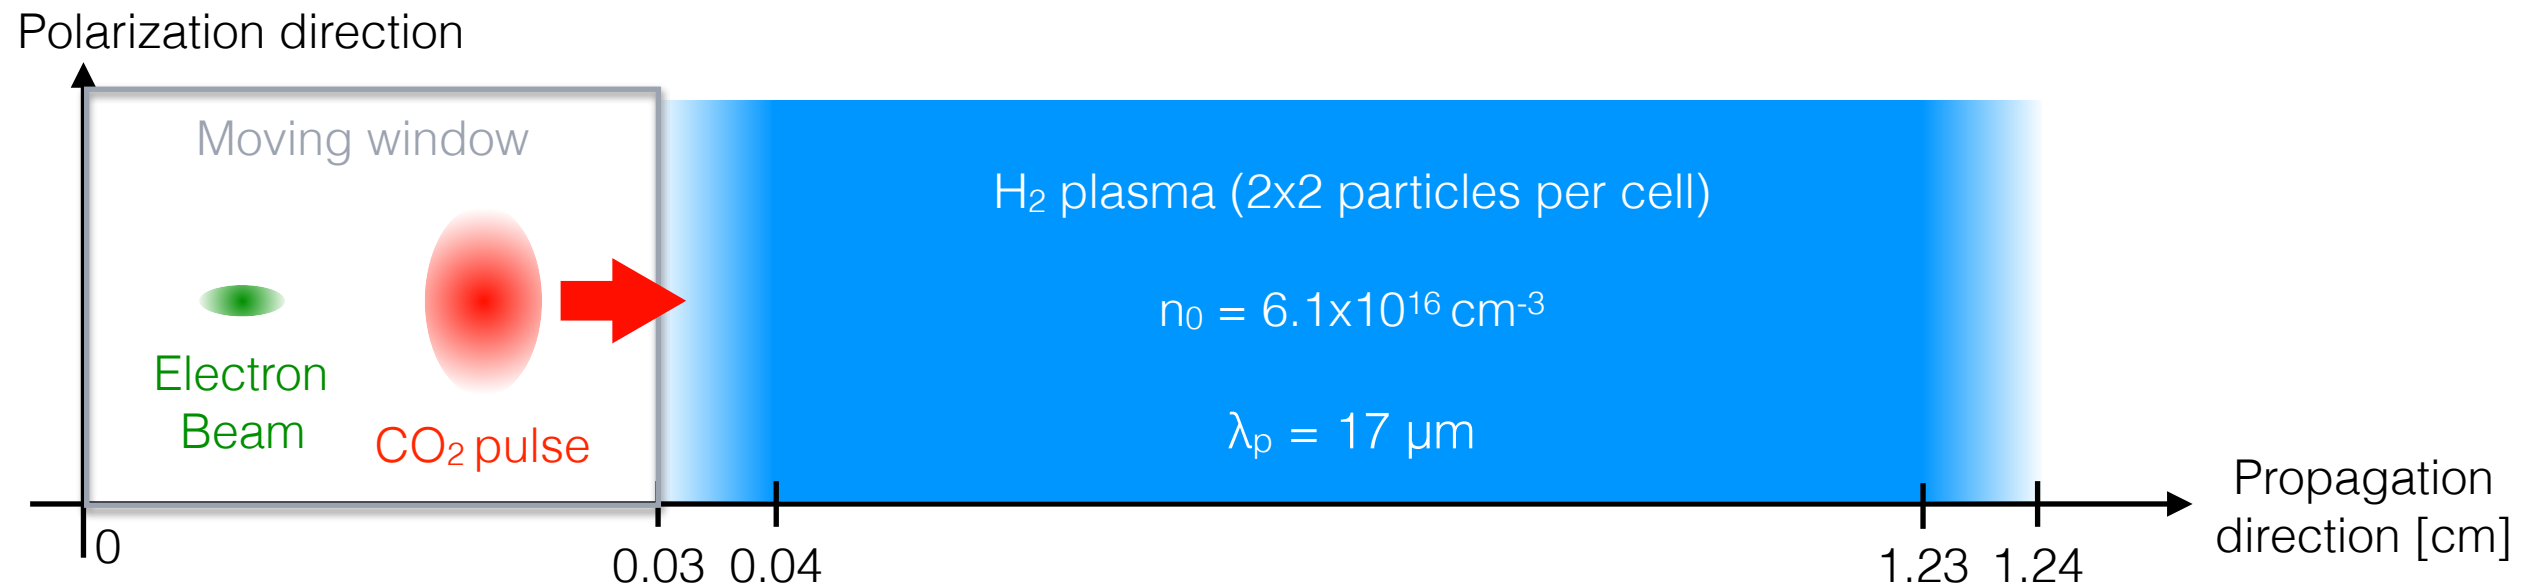 Polarization direction
Moving window
Electron
Beam
CO₂ pulse
H₂ plasma (2x2 particles per cell)
n₀ = 6.1x10¹⁶ cm⁻³
λₚ = 17 μm
Propagation
direction [cm]
0
0.03 0.04
1.23 1.24